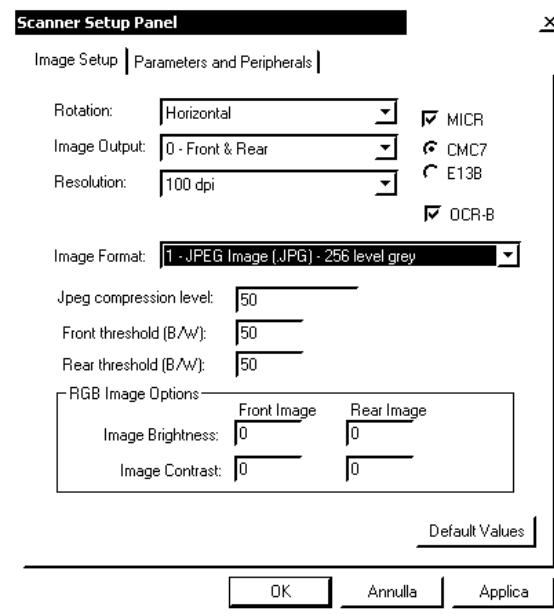 Scanner Setup Panel
Image Setup Parameters and Peripherals
Rotation: Horizontal MICR
Image Output: 0 - Front & Rear CMC7
Resolution: 100 dpi E13B
OCR-B
Image Format: 1 - JPEG Image (.JPG) - 256 level grey
Jpeg compression level: 50
Front threshold (B/W): 50
Rear threshold (B/W): 50
RGB Image Options
Front Image Rear Image
Image Brightness: 0 0
Image Contrast: 0 0
Default Values
OK Annulla Applica